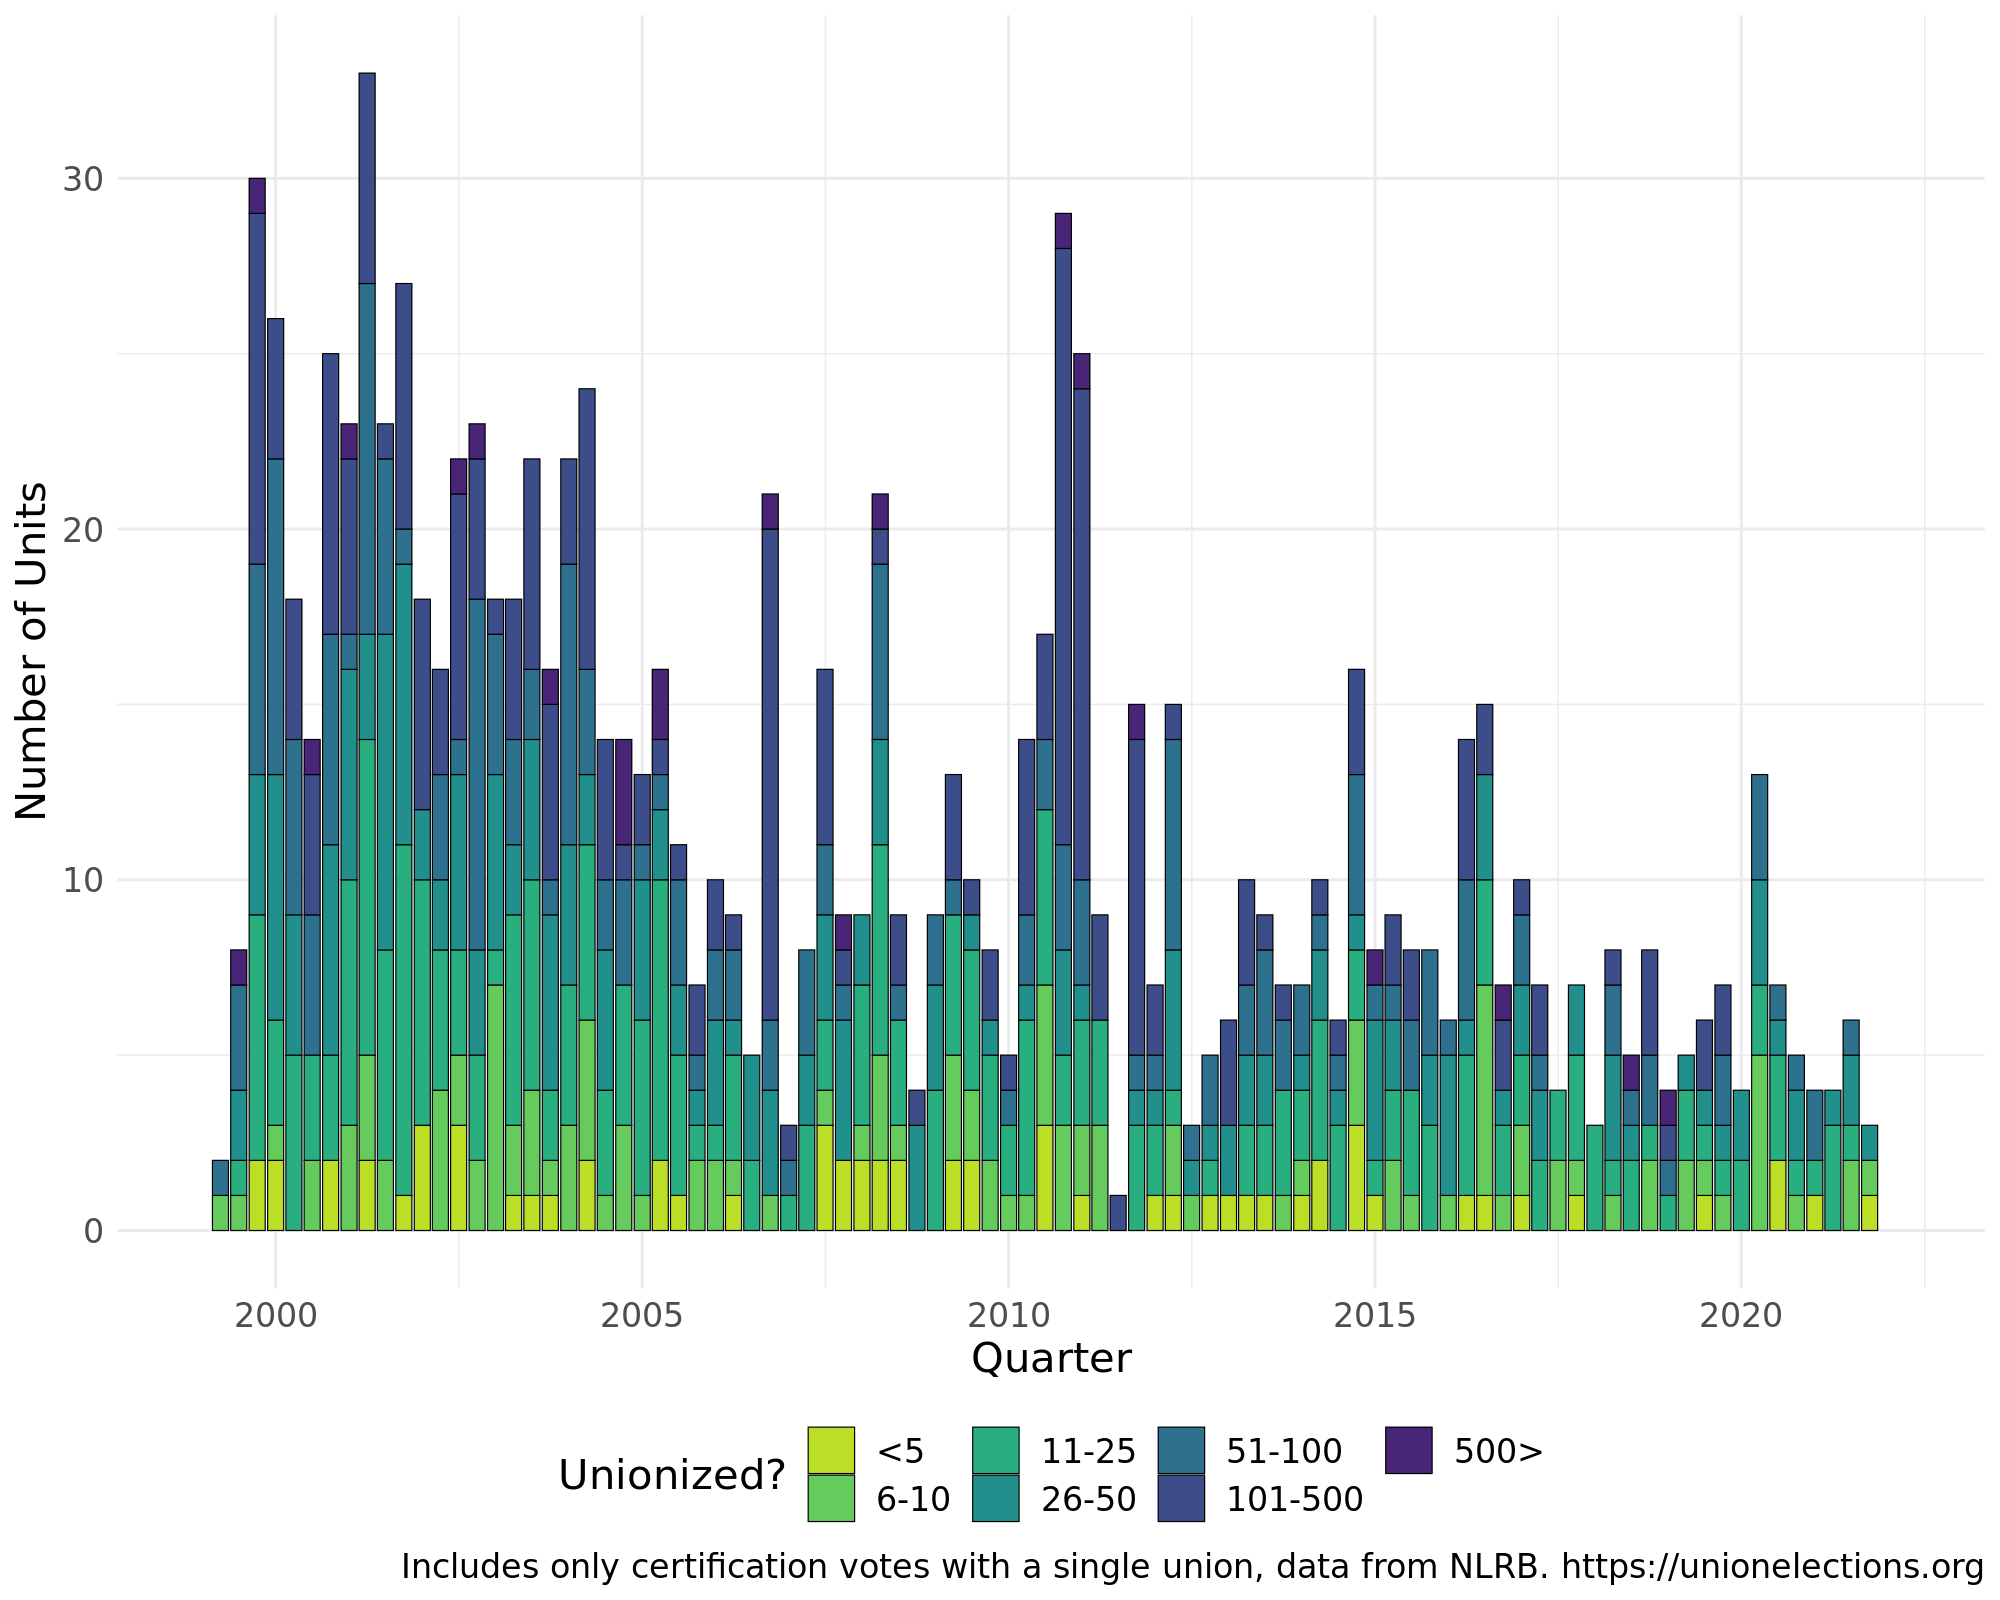 30
20
10
0
Number of Units
2000 2005 2010 2015 2020
Quarter
Unionized?
<5 11-25 51-100 500>
6-10 26-50 101-500
Includes only certification votes with a single union, data from NLRB. https://unionelections.org